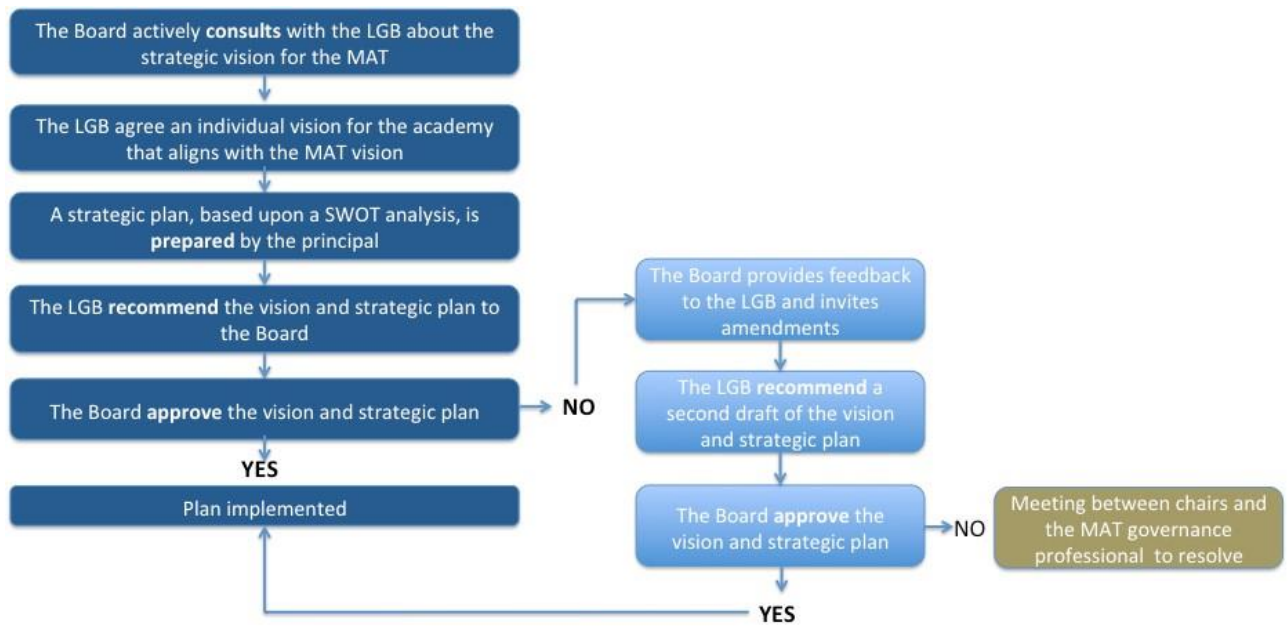 The Board actively consults with the LGB about the
strategic vision for the MAT
The LGB agree an individual vision for the academy
that aligns with the MAT vision
A strategic plan, based upon a SWOT analysis, is
prepared by the principal
The LGB recommend the vision and strategic plan to
the Board
The Board approve the vision and strategic plan
NO
YES
Plan implemented
The Board provides feedback
to the LGB and invites
amendments
The LGB recommend a
second draft of the vision
and strategic plan
The Board approve the
vision and strategic plan
NO
Meeting between chairs and
the MAT governance
professional to resolve
YES